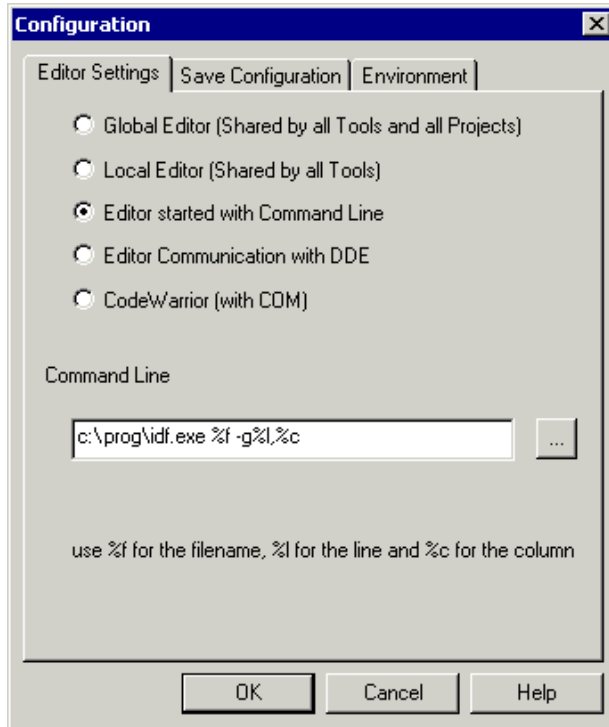 Configuration
Editor Settings Save Configuration Environment
Global Editor (Shared by all Tools and all Projects)
Local Editor (Shared by all Tools)
Editor started with Command Line
Editor Communication with DDE
CodeWarrior (with COM)
Command Line
c:\prog\idf.exe %f -g%l,%c
...
use %f for the filename, %l for the line and %c for the column
OK Cancel Help